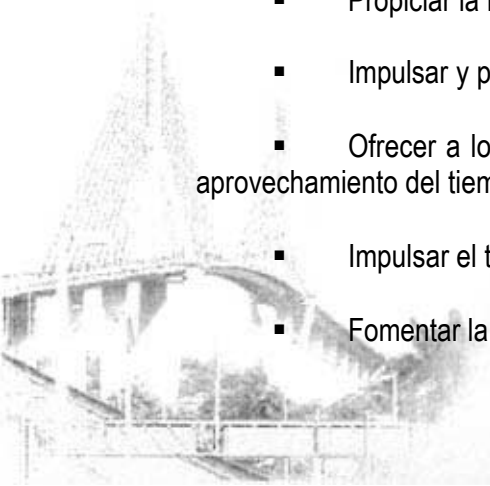 ▪ Propiciar la
▪ Impulsar y p
▪ Ofrecer a lo
aprovechamiento del tiem
▪ Impulsar el t
▪ Fomentar la